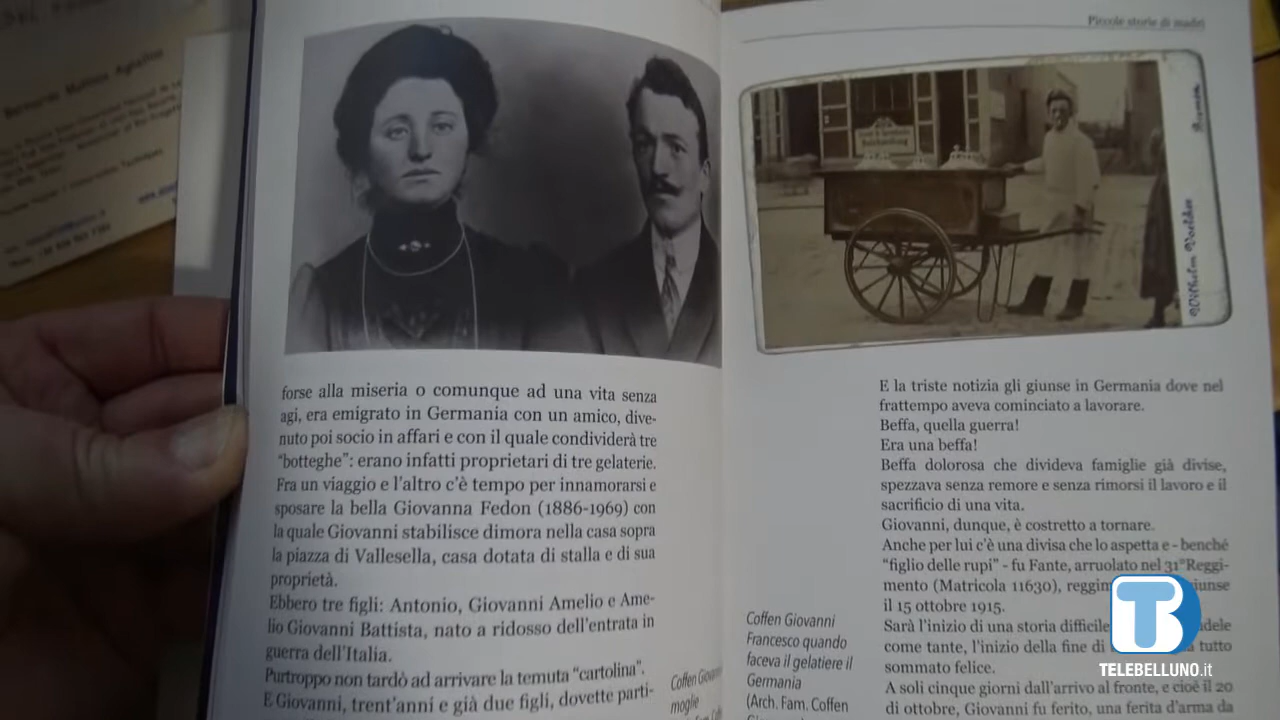 Bernardo Mattiuz Agliafino
forse alla miseria o comunque ad una vita senza
agi, era emigrato in Germania con un amico, dive-
nuto poi socio in affari e con il quale condividerà tre
"botteghe": erano infatti proprietari di tre gelaterie.
Fra un viaggio e l'altro c'è tempo per innamorarsi e
sposare la bella Giovanna Fedon (1886-1969) con
la quale Giovanni stabilisce dimora nella casa sopra
la piazza di Vallesella, casa dotata di stalla e di sua
proprietà.
Ebbero tre figli: Antonio, Giovanni Amelio e Ame-
lio Giovanni Battista, nato a ridosso dell'entrata in
guerra dell'Italia.
Purtroppo non tardò ad arrivare la temuta "cartolina".
E Giovanni, trent'anni e già due figli, dovette parti-
Coffen Giovanni
moglie
Piccole storie di madri
Wilhelm Bremen
E la triste notizia gli giunse in Germania dove nel
frattempo aveva cominciato a lavorare.
Beffa, quella guerra!
Era una beffa!
Beffa dolorosa che divideva famiglie già divise,
spezzava senza remore e senza rimorsi il lavoro e il
sacrificio di una vita.
Giovanni, dunque, è costretto a tornare.
Anche per lui c'è una divisa che lo aspetta e - benché
"figlio delle rupi" - fu Fante, arruolato nel 31°Reggi-
mento (Matricola 11630), reggim iunse
il 15 ottobre 1915.
Sarà l'inizio di una storia difficile dele
come tante, l'inizio della fine di tutto
sommato felice.
A soli cinque giorni dall'arrivo al fronte, e cioè il 20
di ottobre, Giovanni fu ferito, una ferita d'arma da
Coffen Giovanni
Francesco quando
faceva il gelatiere il
Germania
(Arch. Fam. Coffen
TELEBELLUNO.it